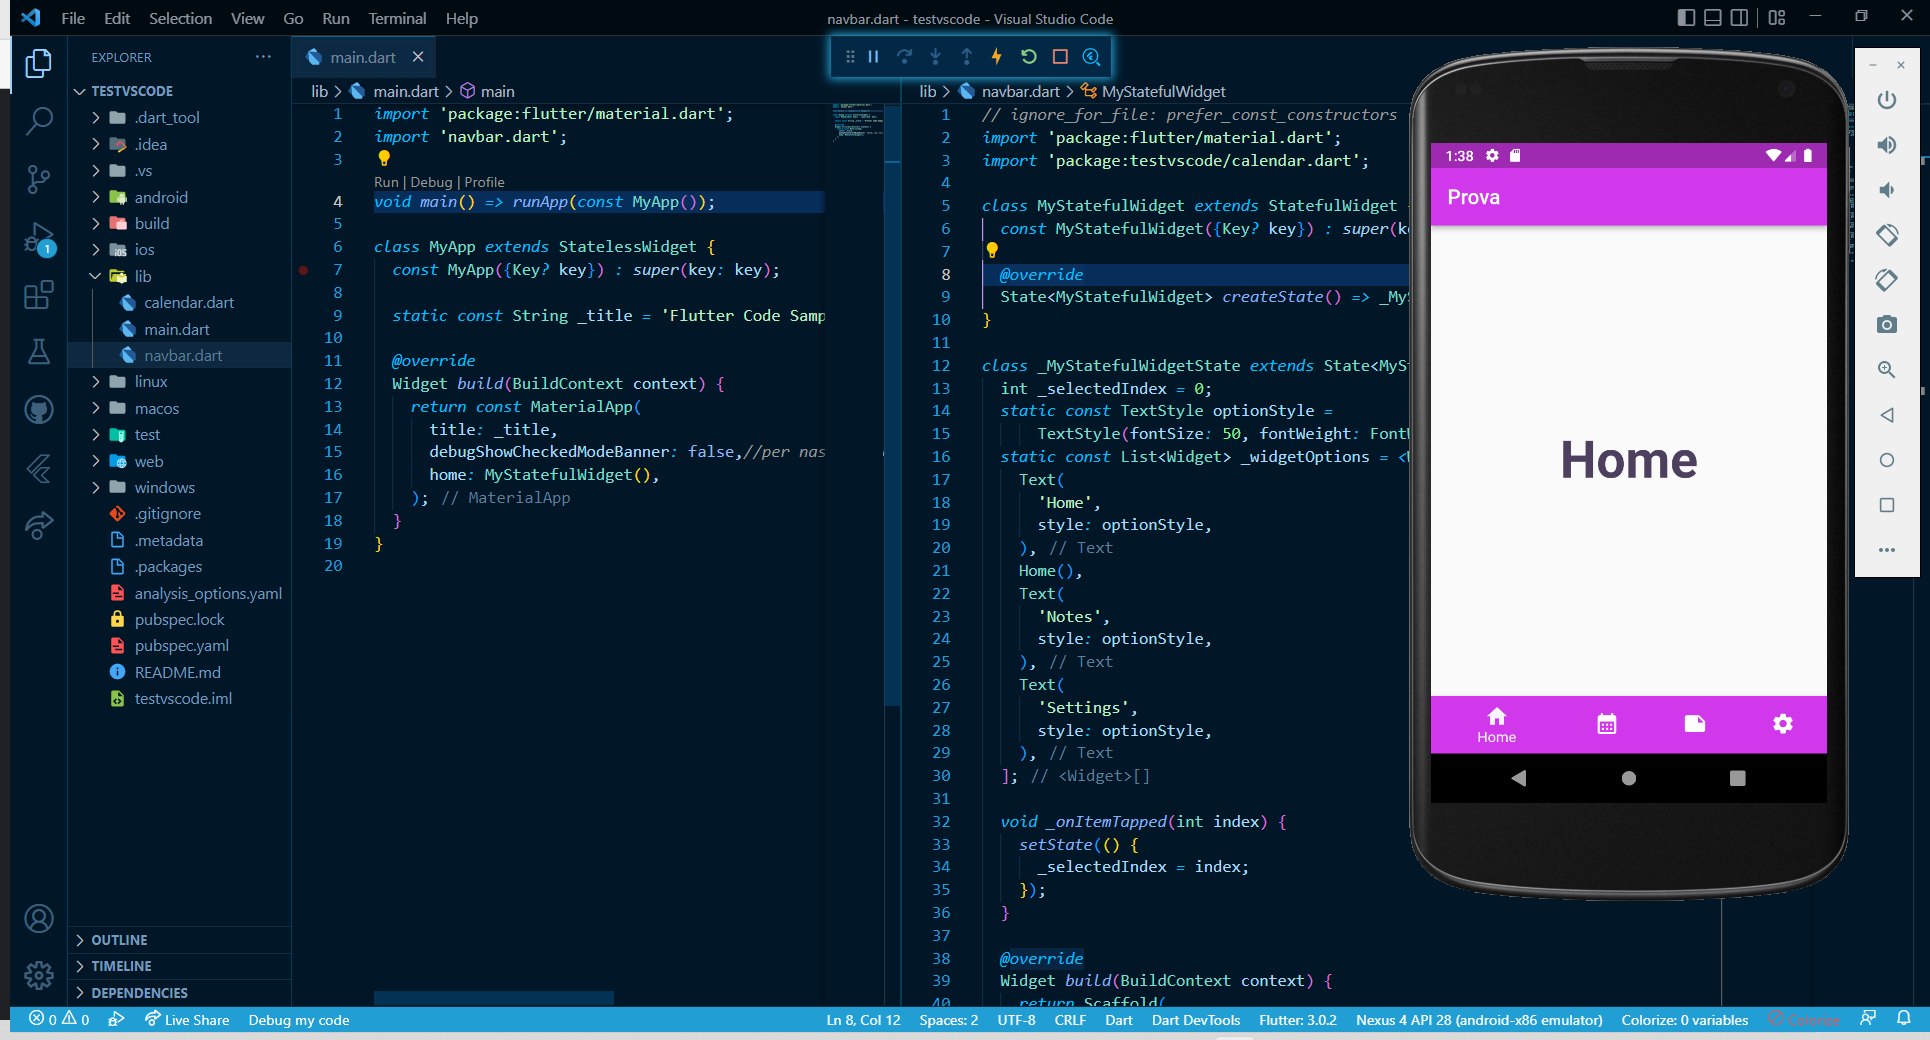 File Edit Selection View Go Run Terminal Help
navbar.dart - testvscode - Visual Studio Code
EXPLORER
TESTVSCODE
.dart_tool
.idea
.vs
android
build
ios
lib
calendar.dart
main.dart
navbar.dart
linux
macos
test
web
windows
.gitignore
.metadata
.packages
analysis_options.yaml
pubspec.lock
pubspec.yaml
README.md
testvscode.iml
OUTLINE
TIMELINE
DEPENDENCIES
1
main.dart
lib > main.dart > main
1 import 'package:flutter/material.dart';
2 import 'navbar.dart';
3
Run | Debug | Profile
4 void main() => runApp(const MyApp());
5
6 class MyApp extends StatelessWidget {
7 const MyApp({Key? key}) : super(key: key);
8
9 static const String _title = 'Flutter Code Samp
10
11 @override
12 Widget build(BuildContext context) {
13 return const MaterialApp(
14 title: _title,
15 debugShowCheckedModeBanner: false,//per nas
16 home: MyStatefulWidget(),
17 ); // MaterialApp
18 }
19 }
20
lib > navbar.dart > MyStatefulWidget
1 // ignore_for_file: prefer_const_constructors
2 import 'package:flutter/material.dart';
3 import 'package:testvscode/calendar.dart';
4
5 class MyStatefulWidget extends StatefulWidget {
6 const MyStatefulWidget({Key? key}) : super(ke
7
8 @override
9 State<MyStatefulWidget> createState() => _MyS
10 }
11
12 class _MyStatefulWidgetState extends State<MyS
13 int _selectedIndex = 0;
14 static const TextStyle optionStyle =
15 TextStyle(fontSize: 50, fontWeight: FontW
16 static const List<Widget> _widgetOptions = <W
17 Text(
18 'Home',
19 style: optionStyle,
20 ), // Text
21 Home(),
22 Text(
23 'Notes',
24 style: optionStyle,
25 ), // Text
26 Text(
27 'Settings',
28 style: optionStyle,
29 ), // Text
30 ]; // <Widget>[]
31
32 void _onItemTapped(int index) {
33 setState(() {
34 _selectedIndex = index;
35 });
36 }
37
38 @override
39 Widget build(BuildContext context) {
40 return Scaffold(
1:38
Prova
Home
Home
0 0 Live Share Debug my code Ln 8, Col 12 Spaces: 2 UTF-8 CRLF Dart Dart DevTools Flutter: 3.0.2 Nexus 4 API 28 (android-x86 emulator) Colorize: 0 variables Colorize